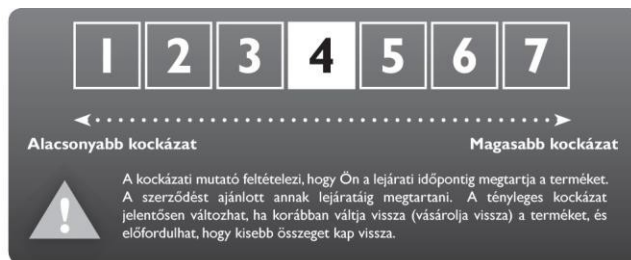 1 2 3 4 5 6 7
Alacsonyabb kockázat Magasabb kockázat
A kockázati mutató feltételezi, hogy Ön a lejárati időpontig megtartja a terméket.
A szerződést ajánlott annak lejáratáig megtartani. A tényleges kockázat
jelentősen változhat, ha korábban váltja vissza (vásárolja vissza) a terméket, és
előfordulhat, hogy kisebb összeget kap vissza.